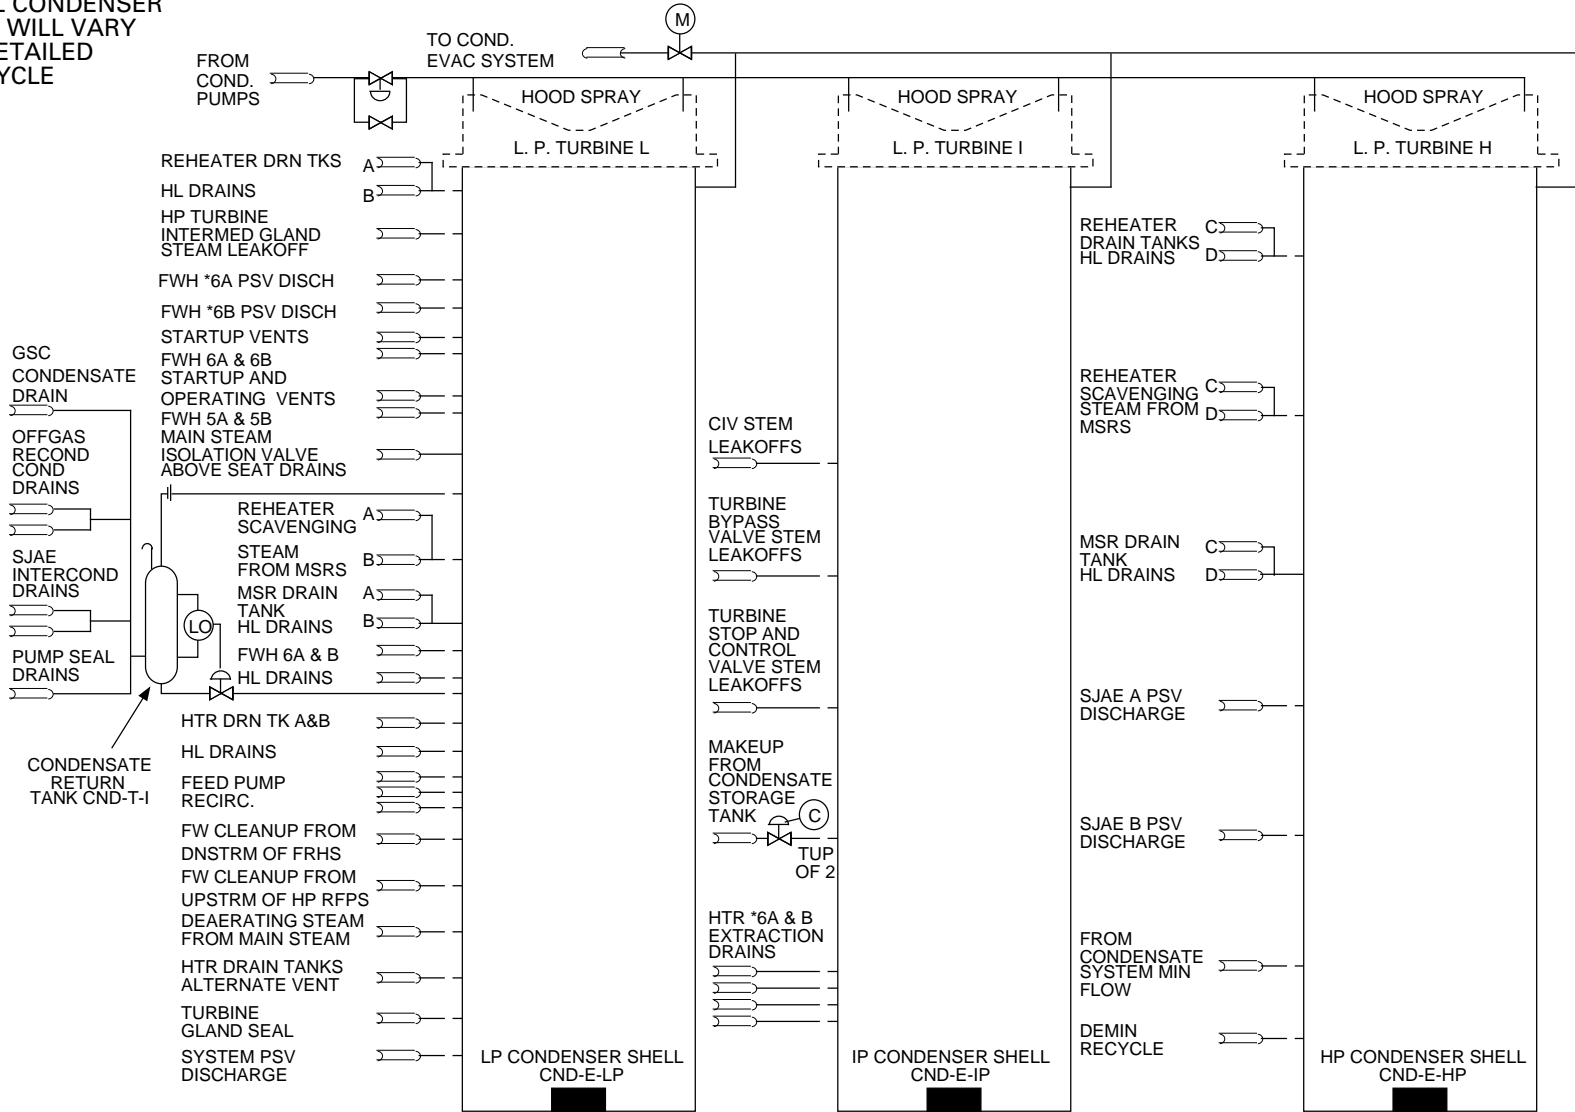 L CONDENSER
WILL VARY
ETAILED
YCLE
FROM
COND.
PUMPS
TO COND.
EVAC SYSTEM
M
HOOD SPRAY
L. P. TURBINE L
HOOD SPRAY
L. P. TURBINE I
HOOD SPRAY
L. P. TURBINE H
REHEATER DRN TKS
A
HL DRAINS
B
HP TURBINE
INTERMED GLAND
STEAM LEAKOFF
FWH *6A PSV DISCH
FWH *6B PSV DISCH
STARTUP VENTS
FWH 6A & 6B
STARTUP AND
OPERATING VENTS
FWH 5A & 5B
MAIN STEAM
ISOLATION VALVE
ABOVE SEAT DRAINS
GSC
CONDENSATE
DRAIN
OFFGAS
RECOND
COND
DRAINS
SJAE
INTERCOND
DRAINS
PUMP SEAL
DRAINS
LO
CONDENSATE
RETURN
TANK CND-T-I
REHEATER
SCAVENGING
A
STEAM
FROM MSRS
B
MSR DRAIN
TANK
HL DRAINS
A
B
FWH 6A & B
HL DRAINS
HTR DRN TK A&B
HL DRAINS
FEED PUMP
RECIRC.
FW CLEANUP FROM
DNSTRM OF FRHS
FW CLEANUP FROM
UPSTRM OF HP RFPS
DEAERATING STEAM
FROM MAIN STEAM
HTR DRAIN TANKS
ALTERNATE VENT
TURBINE
GLAND SEAL
SYSTEM PSV
DISCHARGE
LP CONDENSER SHELL
CND-E-LP
CIV STEM
LEAKOFFS
TURBINE
BYPASS
VALVE STEM
LEAKOFFS
TURBINE
STOP AND
CONTROL
VALVE STEM
LEAKOFFS
MAKEUP
FROM
CONDENSATE
STORAGE
TANK
C
TUP
OF 2
HTR *6A & B
EXTRACTION
DRAINS
IP CONDENSER SHELL
CND-E-IP
REHEATER
DRAIN TANKS
HL DRAINS
C
D
REHEATER
SCAVENGING
STEAM FROM
MSRS
C
D
MSR DRAIN
TANK
HL DRAINS
C
D
SJAE A PSV
DISCHARGE
SJAE B PSV
DISCHARGE
FROM
CONDENSATE
SYSTEM MIN
FLOW
DEMIN
RECYCLE
HP CONDENSER SHELL
CND-E-HP